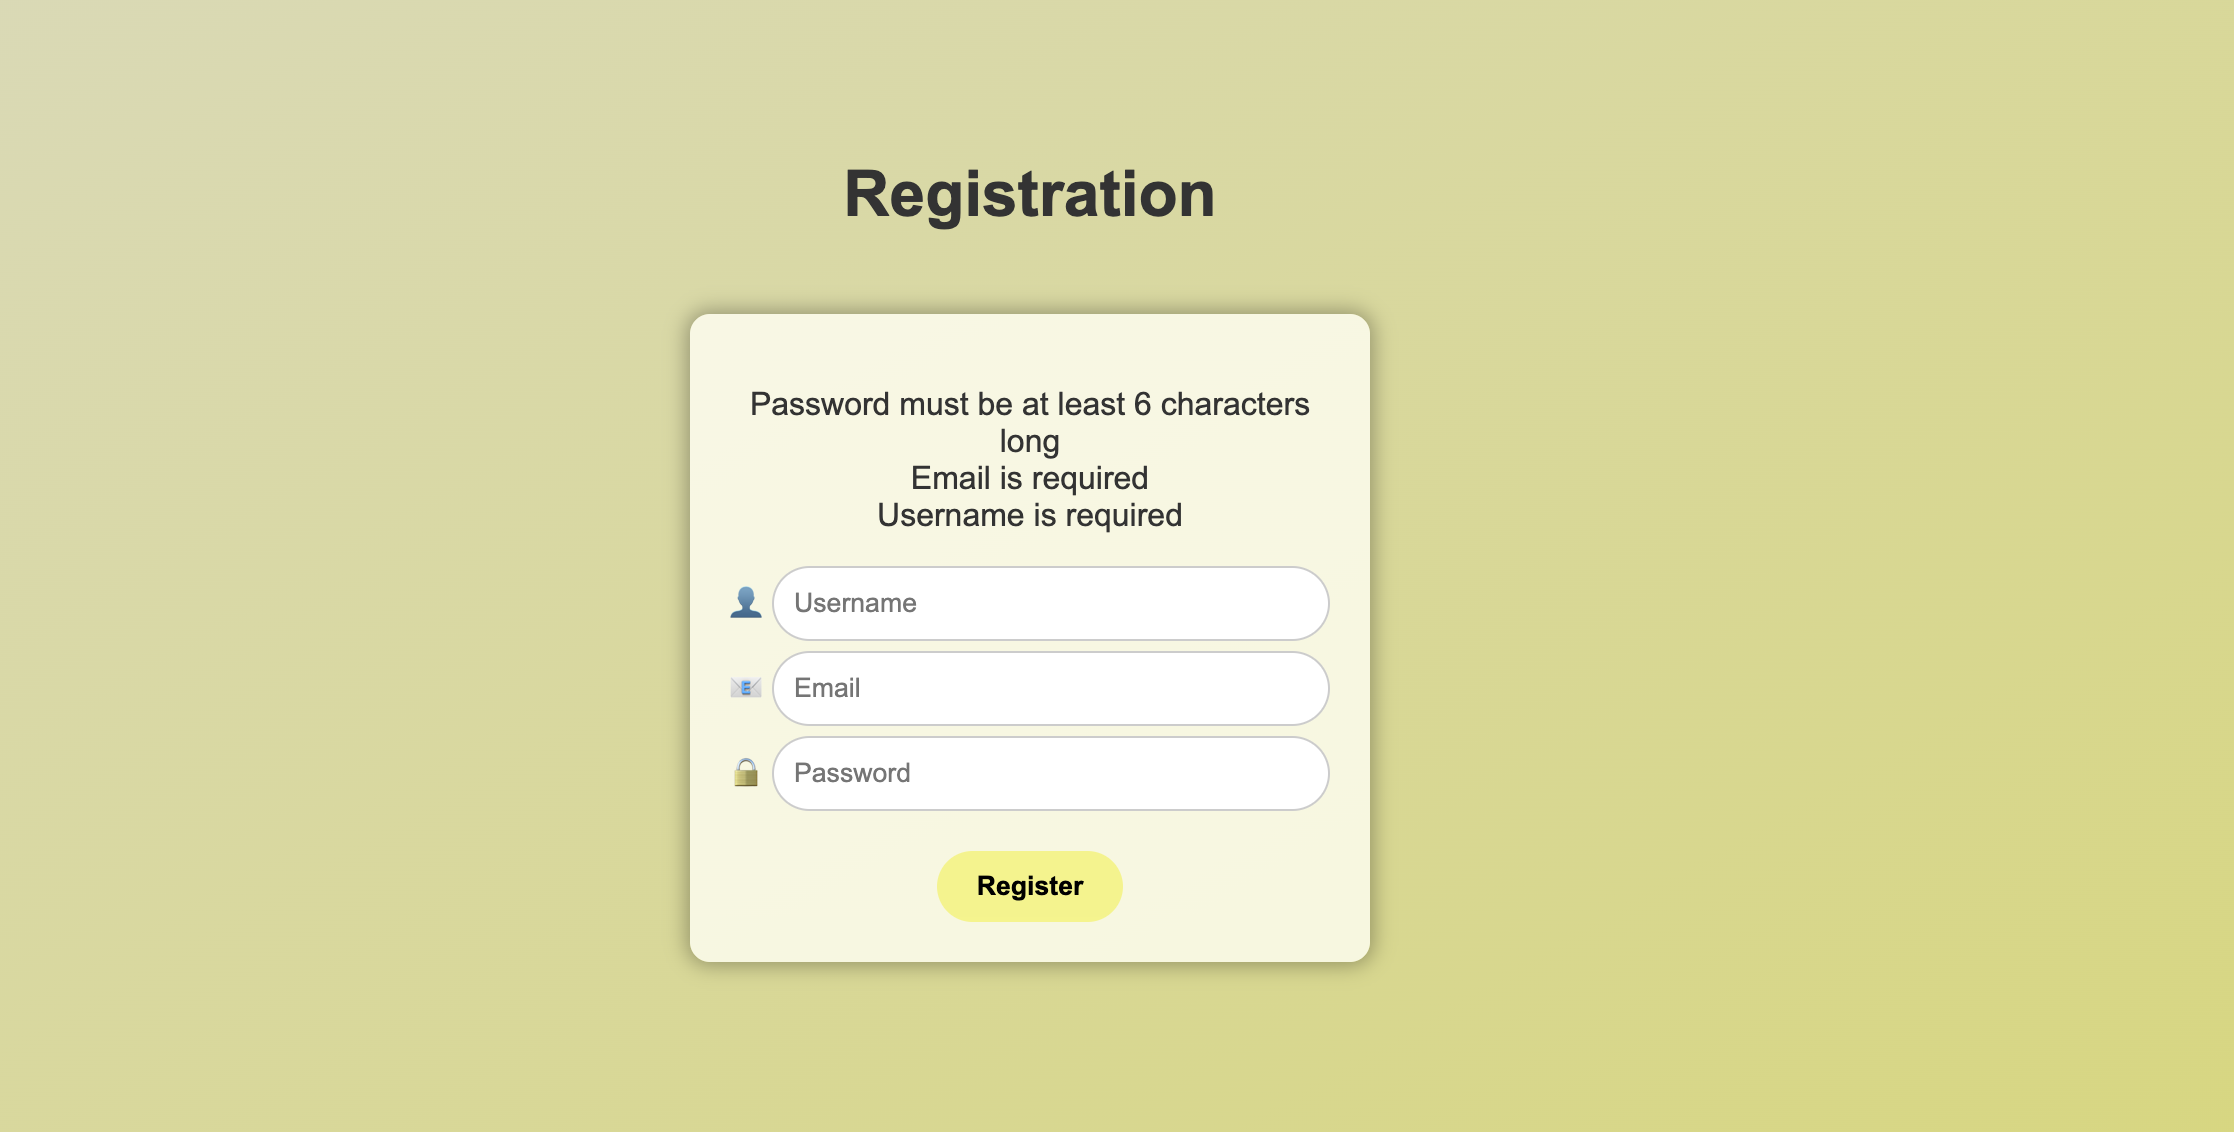 Registration
Password must be at least 6 characters
long
Email is required
Username is required
Username
Email
Password
Register